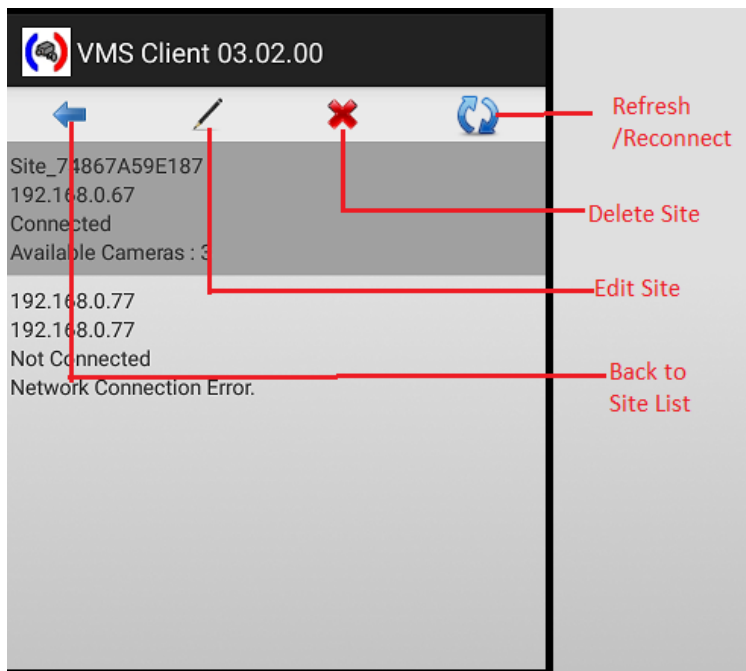 VMS Client 03.02.00
Refresh
/Reconnect
Site_74867A59E187
192.168.0.67
Connected
Available Cameras : 3
Delete Site
Edit Site
192.168.0.77
192.168.0.77
Not Connected
Network Connection Error.
Back to
Site List